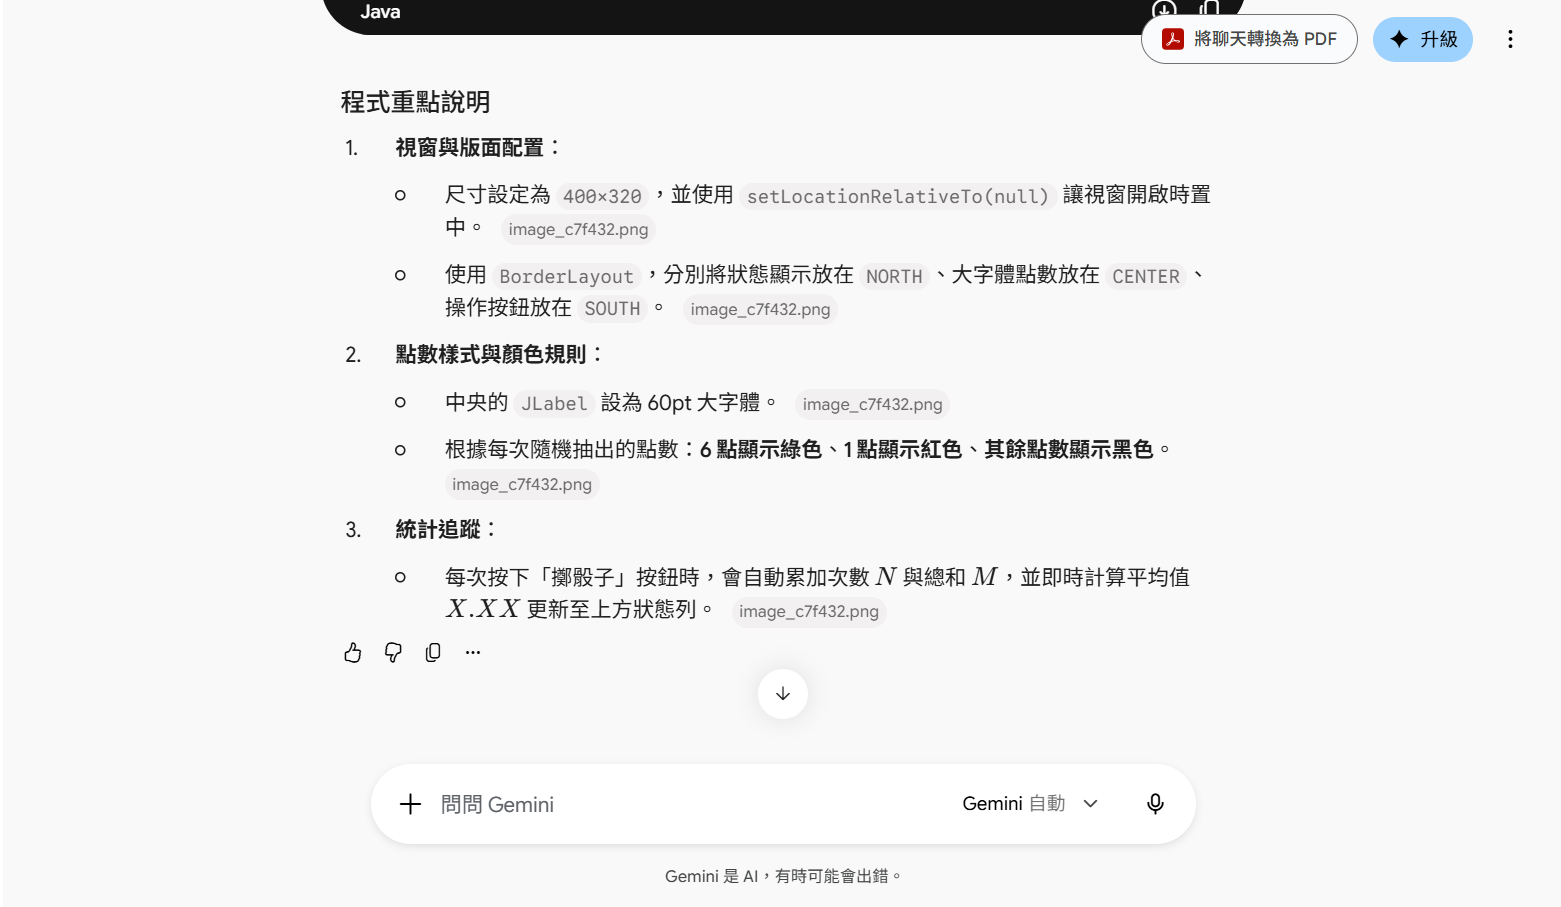 Java
將聊天轉換為 PDF
升級
程式重點說明
1. 視窗與版面配置：
尺寸設定為 400×320，並使用 setLocationRelativeTo(null) 讓視窗開啟時置
中。 image_c7f432.png
使用 BorderLayout，分別將狀態顯示放在 NORTH、大字體點數放在 CENTER、
操作按鈕放在 SOUTH。 image_c7f432.png
2. 點數樣式與顏色規則：
中央的 JLabel 設為 60pt 大字體。 image_c7f432.png
根據每次隨機抽出的點數：6 點顯示綠色、1 點顯示紅色、其餘點數顯示黑色。
image_c7f432.png
3. 統計追蹤：
每次按下「擲骰子」按鈕時，會自動累加次數 N 與總和 M，並即時計算平均值
X.XX 更新至上方狀態列。 image_c7f432.png
問問 Gemini
Gemini 自動
Gemini 是 AI，有時可能會出錯。